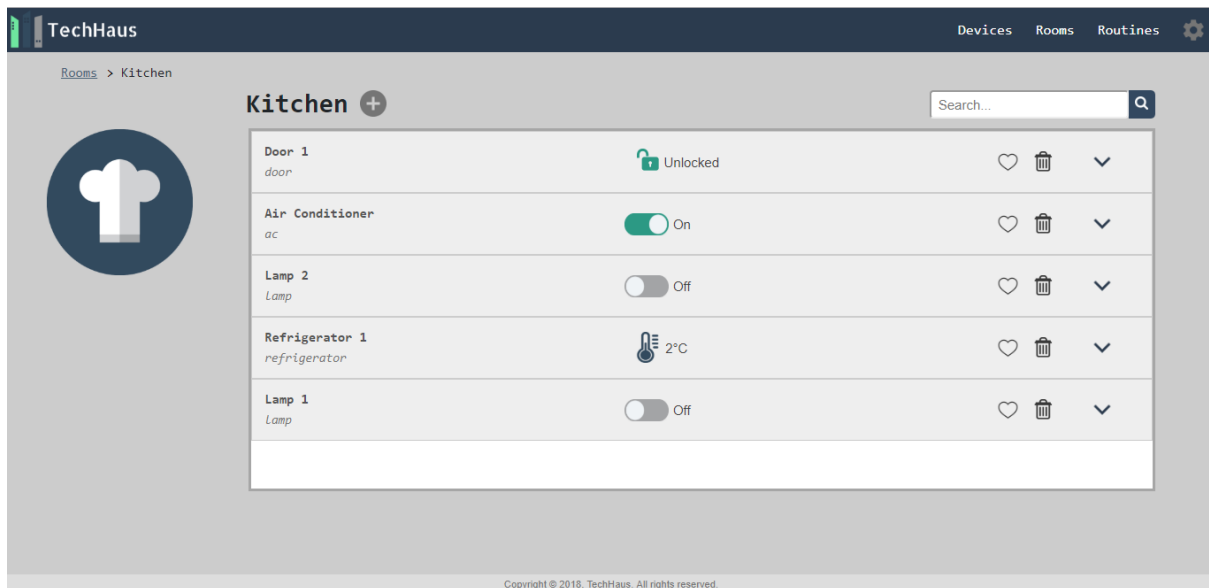 TechHaus
Devices Rooms Routines
Rooms > Kitchen
Kitchen
Search...
Door 1
door
Unlocked
Air Conditioner
ac
On
Lamp 2
lamp
Off
Refrigerator 1
refrigerator
2°C
Lamp 1
lamp
Off
Copyright © 2018. TechHaus. All rights reserved.